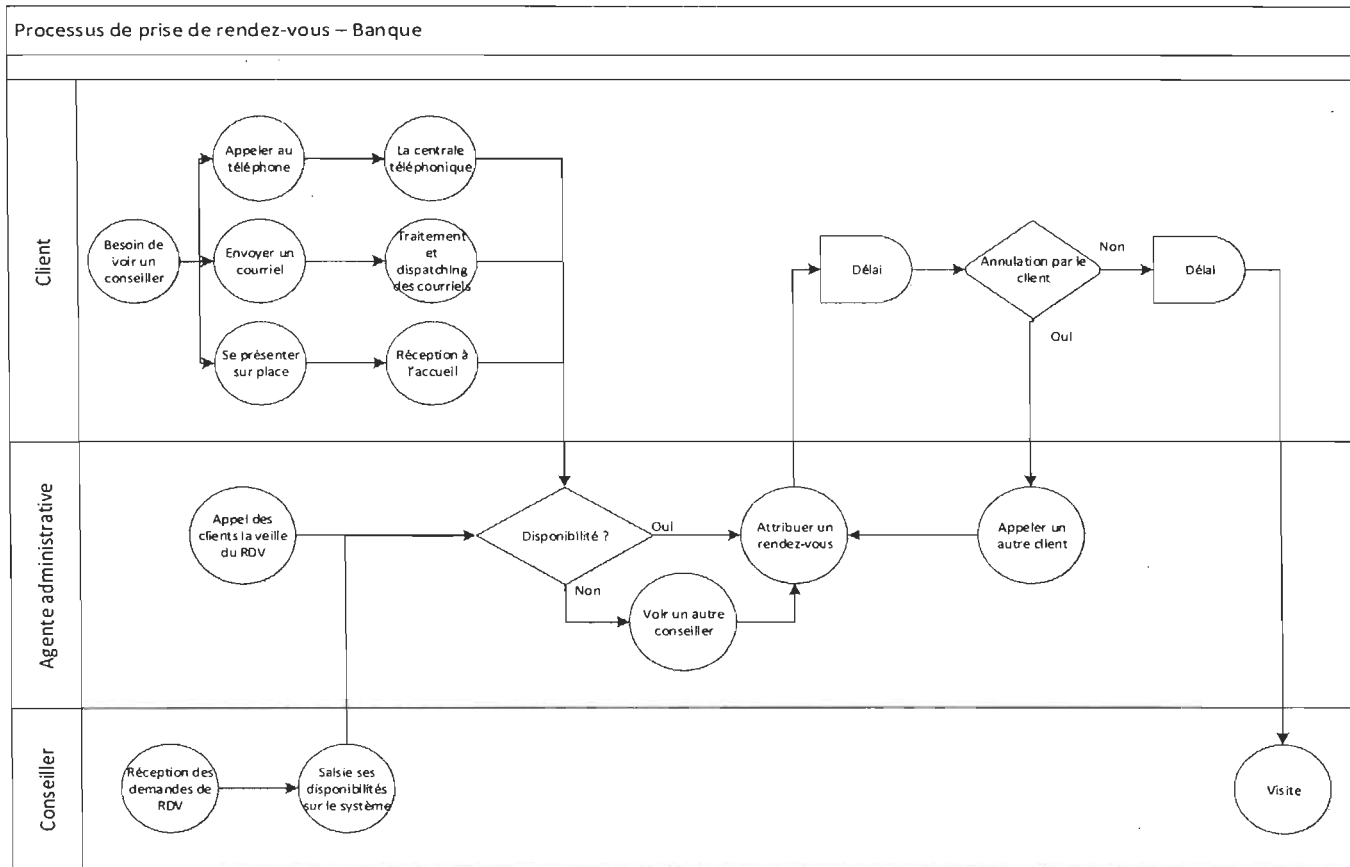 Processus de prise de rendez-vous – Banque
Client
Appeler au
téléphone
La centrale
téléphonique
Besoin de
voir un
conseiller
Envoyer un
courriel
Traitement
et
dispatching
des courriels
Se présenter
sur place
Réception à
l'accueil
Délai
Annulation par le
client
Non
Oui
Délai
Agente administrative
Appel des
clients la veille
du RDV
Disponibilité ?
Oui
Non
Voir un autre
conseiller
Attribuer un
rendez-vous
Appeler un
autre client
Conseiller
Réception des
demandes de
RDV
Saisie ses
disponibilités
sur le système
Visite